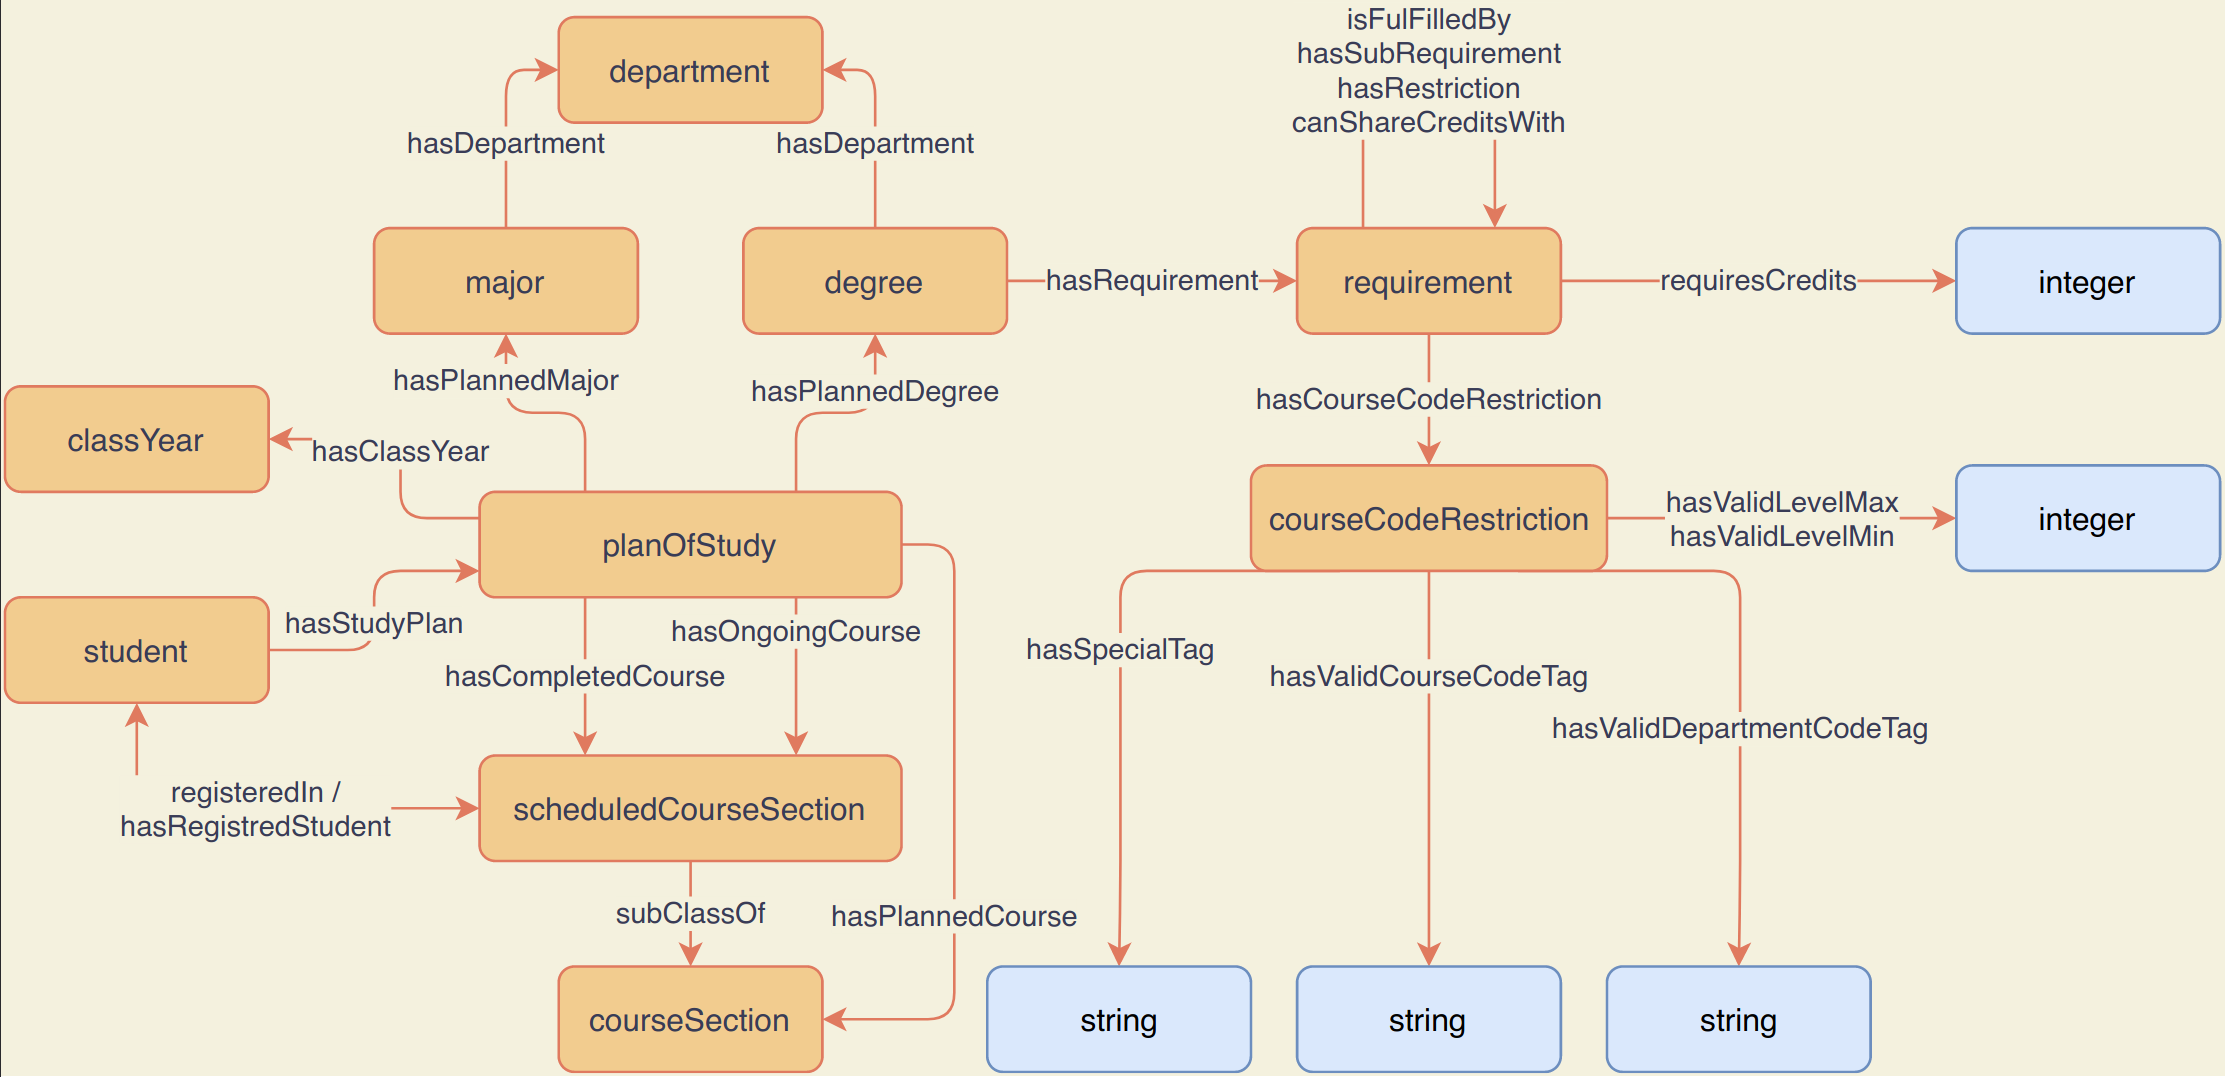 isFulFilledBy
hasSubRequirement
hasRestriction
canShareCreditsWith
department
hasDepartment
hasDepartment
major
degree
hasRequirement
requirement
requiresCredits
integer
hasPlannedMajor
hasPlannedDegree
hasCourseCodeRestriction
classYear
hasClassYear
planOfStudy
courseCodeRestriction
hasValidLevelMax
hasValidLevelMin
integer
student
hasStudyPlan
hasOngoingCourse
hasCompletedCourse
hasSpecialTag
hasValidCourseCodeTag
hasValidDepartmentCodeTag
registeredIn /
hasRegistredStudent
scheduledCourseSection
subClassOf
hasPlannedCourse
courseSection
string
string
string